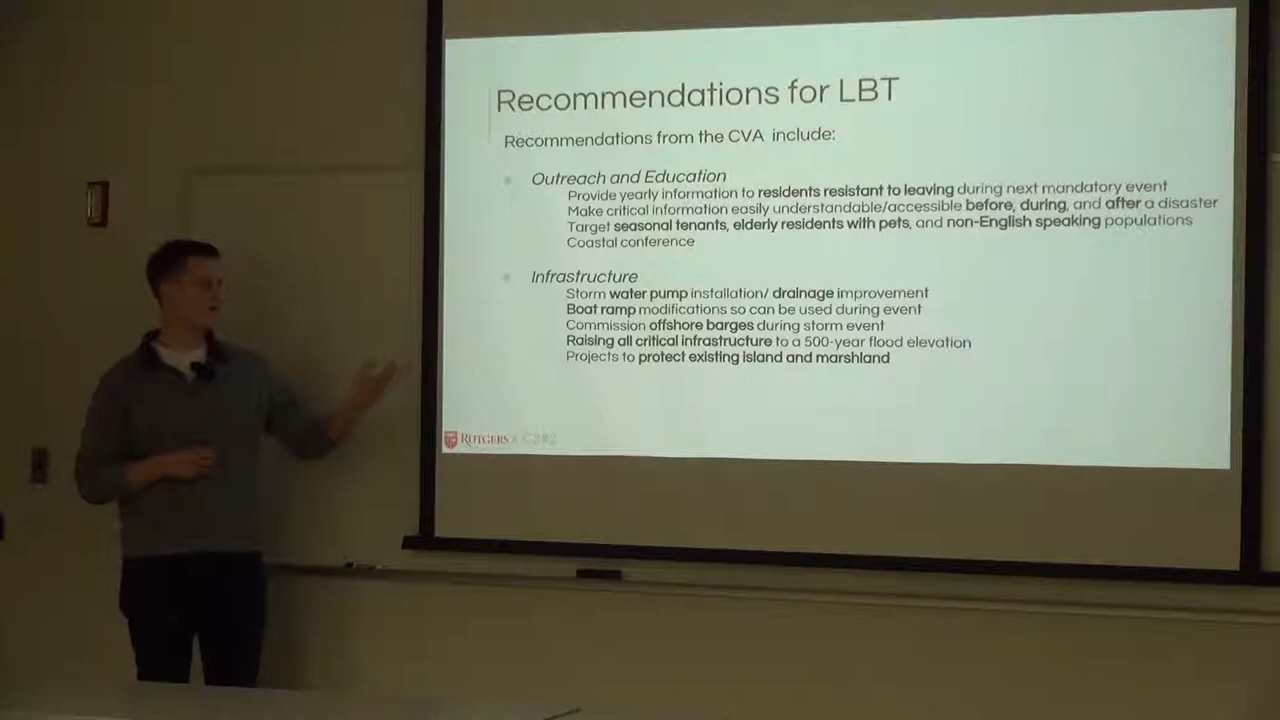 Recommendations for LBT
Recommendations from the CVA include:
Outreach and Education
Provide yearly information to residents resistant to leaving during next mandatory event
Make critical information easily understandable/accessible before, during, and after a disaster
Target seasonal tenants, elderly residents with pets, and non-English speaking populations
Coastal conference
Infrastructure
Storm water pump installation/ drainage improvement
Boat ramp modifications so can be used during event
Commission offshore barges during storm event
Raising all critical infrastructure to a 500-year flood elevation
Projects to protect existing island and marshland
RUTGERS